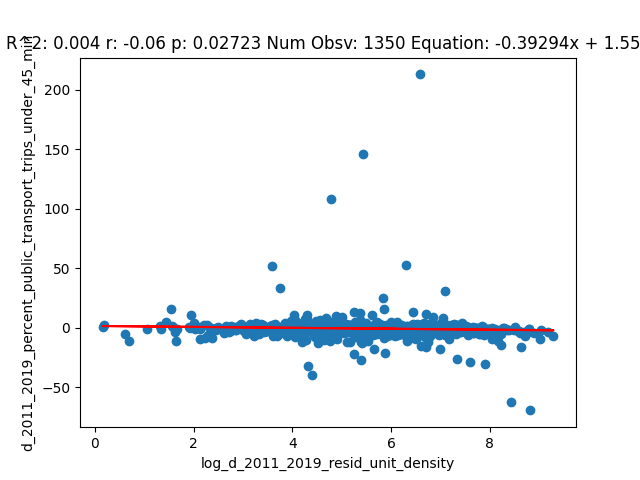 R^2: 0.004 r: -0.06 p: 0.02723 Num Obsv: 1350 Equation: -0.39294x + 1.55
d_2011_2019_percent_public_transport_trips_under_45_min
200
150
100
50
0
−50
0 2 4 6 8
log_d_2011_2019_resid_unit_density